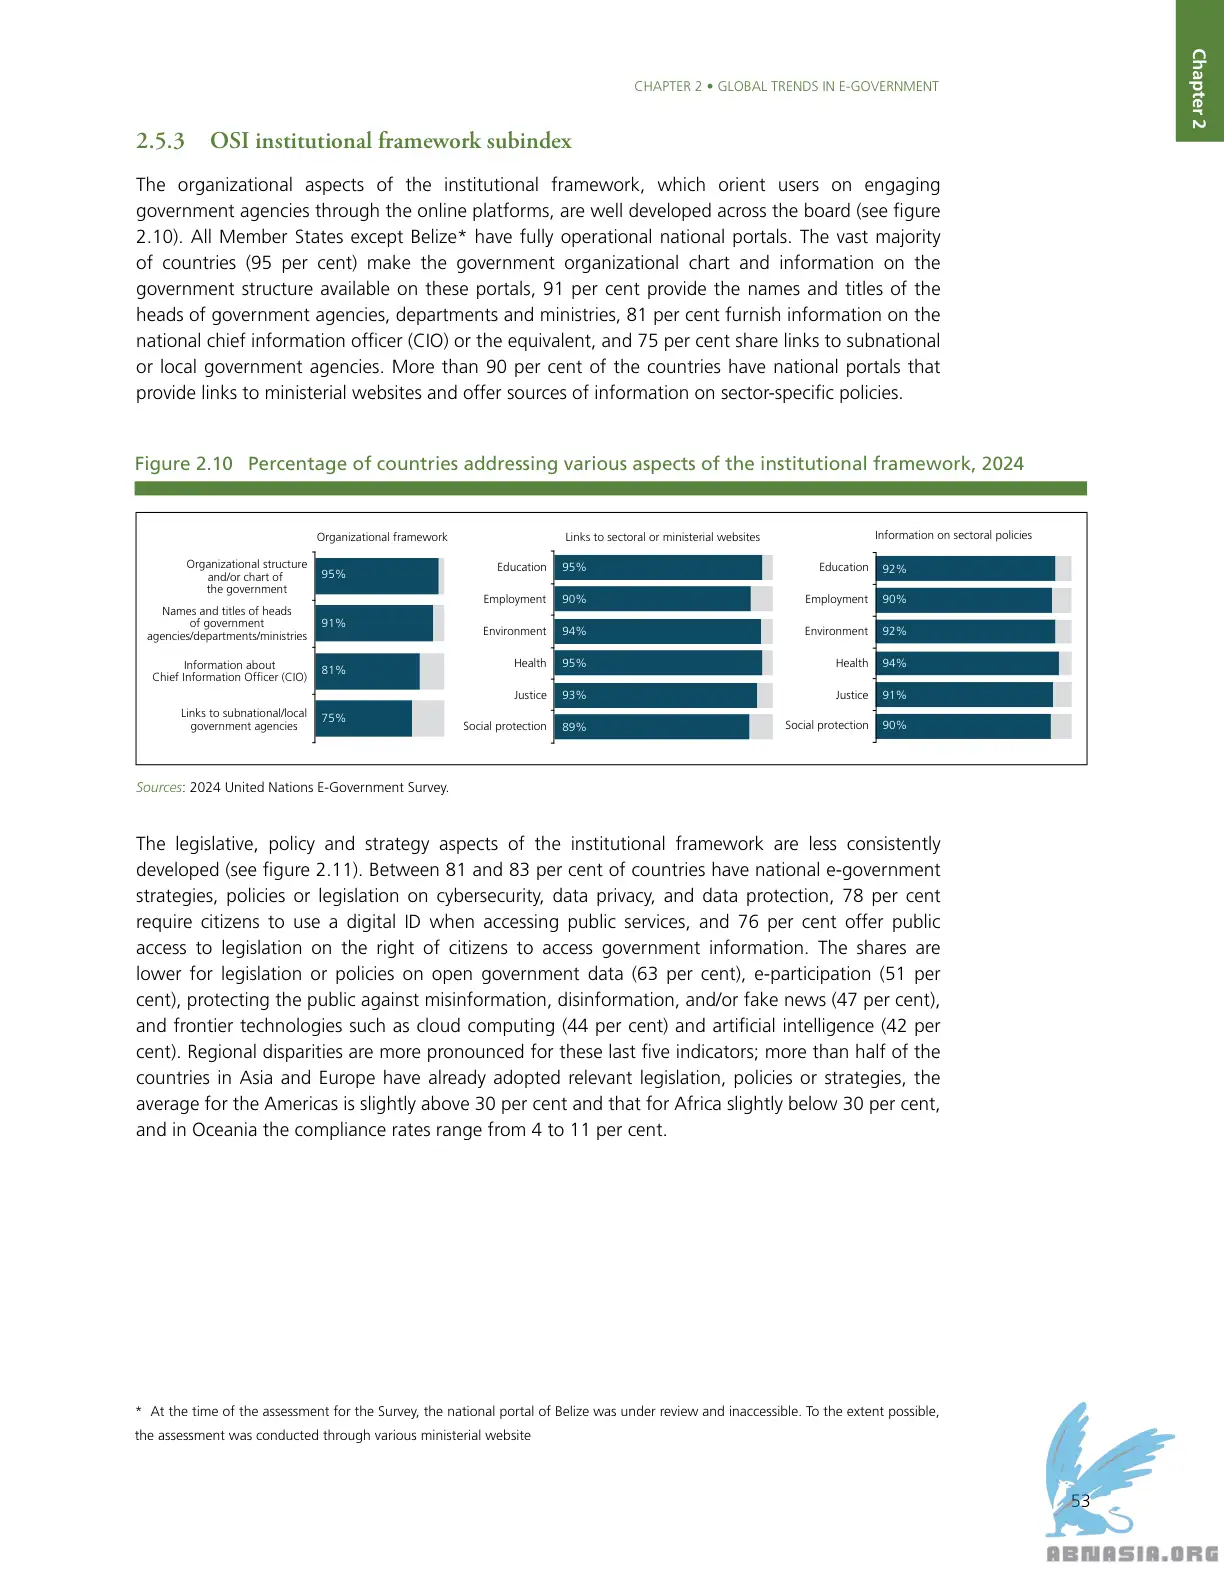 Chapter 2
CHAPTER 2 • GLOBAL TRENDS IN E-GOVERNMENT
2.5.3 OSI institutional framework subindex
The organizational aspects of the institutional framework, which orient users on engaging
government agencies through the online platforms, are well developed across the board (see figure
2.10). All Member States except Belize* have fully operational national portals. The vast majority
of countries (95 per cent) make the government organizational chart and information on the
government structure available on these portals, 91 per cent provide the names and titles of the
heads of government agencies, departments and ministries, 81 per cent furnish information on the
national chief information officer (CIO) or the equivalent, and 75 per cent share links to subnational
or local government agencies. More than 90 per cent of the countries have national portals that
provide links to ministerial websites and offer sources of information on sector-specific policies.
Figure 2.10 Percentage of countries addressing various aspects of the institutional framework, 2024
Organizational framework
Organizational structure
and/or chart of
the government
95%
Names and titles of heads
of government
agencies/departments/ministries
91%
Information about
Chief Information Officer (CIO)
81%
Links to subnational/local
government agencies
75%
Links to sectoral or ministerial websites
Education 95%
Employment 90%
Environment 94%
Health 95%
Justice 93%
Social protection 89%
Information on sectoral policies
Education 92%
Employment 90%
Environment 92%
Health 94%
Justice 91%
Social protection 90%
Sources: 2024 United Nations E-Government Survey.
The legislative, policy and strategy aspects of the institutional framework are less consistently
developed (see figure 2.11). Between 81 and 83 per cent of countries have national e-government
strategies, policies or legislation on cybersecurity, data privacy, and data protection, 78 per cent
require citizens to use a digital ID when accessing public services, and 76 per cent offer public
access to legislation on the right of citizens to access government information. The shares are
lower for legislation or policies on open government data (63 per cent), e-participation (51 per
cent), protecting the public against misinformation, disinformation, and/or fake news (47 per cent),
and frontier technologies such as cloud computing (44 per cent) and artificial intelligence (42 per
cent). Regional disparities are more pronounced for these last five indicators; more than half of the
countries in Asia and Europe have already adopted relevant legislation, policies or strategies, the
average for the Americas is slightly above 30 per cent and that for Africa slightly below 30 per cent,
and in Oceania the compliance rates range from 4 to 11 per cent.
* At the time of the assessment for the Survey, the national portal of Belize was under review and inaccessible. To the extent possible,
the assessment was conducted through various ministerial website
53
ABNASIA.ORG